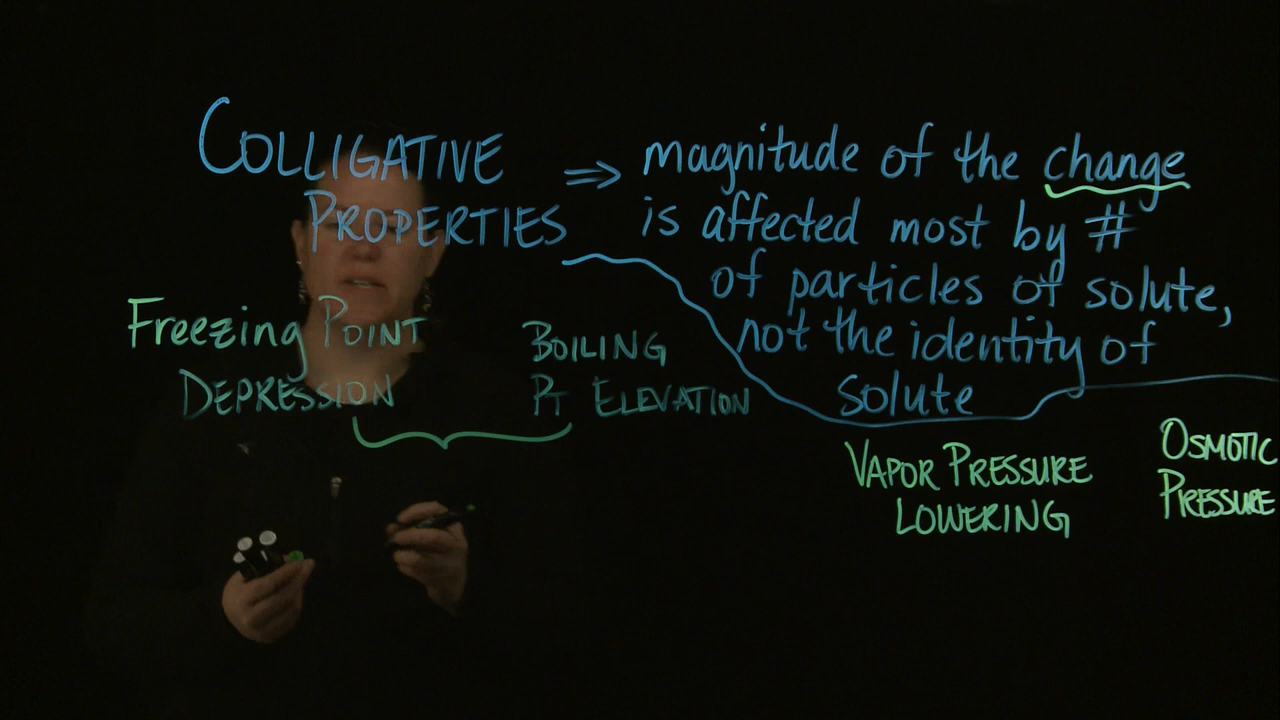 COLLIGATIVE
PROPERTIES
⇒ magnitude of the change
is affected most by #
of particles of solute,
not the identity of
solute
Freezing POINT
DEPRESSION
BOILING
PT ELEVATION
VAPOR PRESSURE
LOWERING
OSMOTIC
PRESSURE